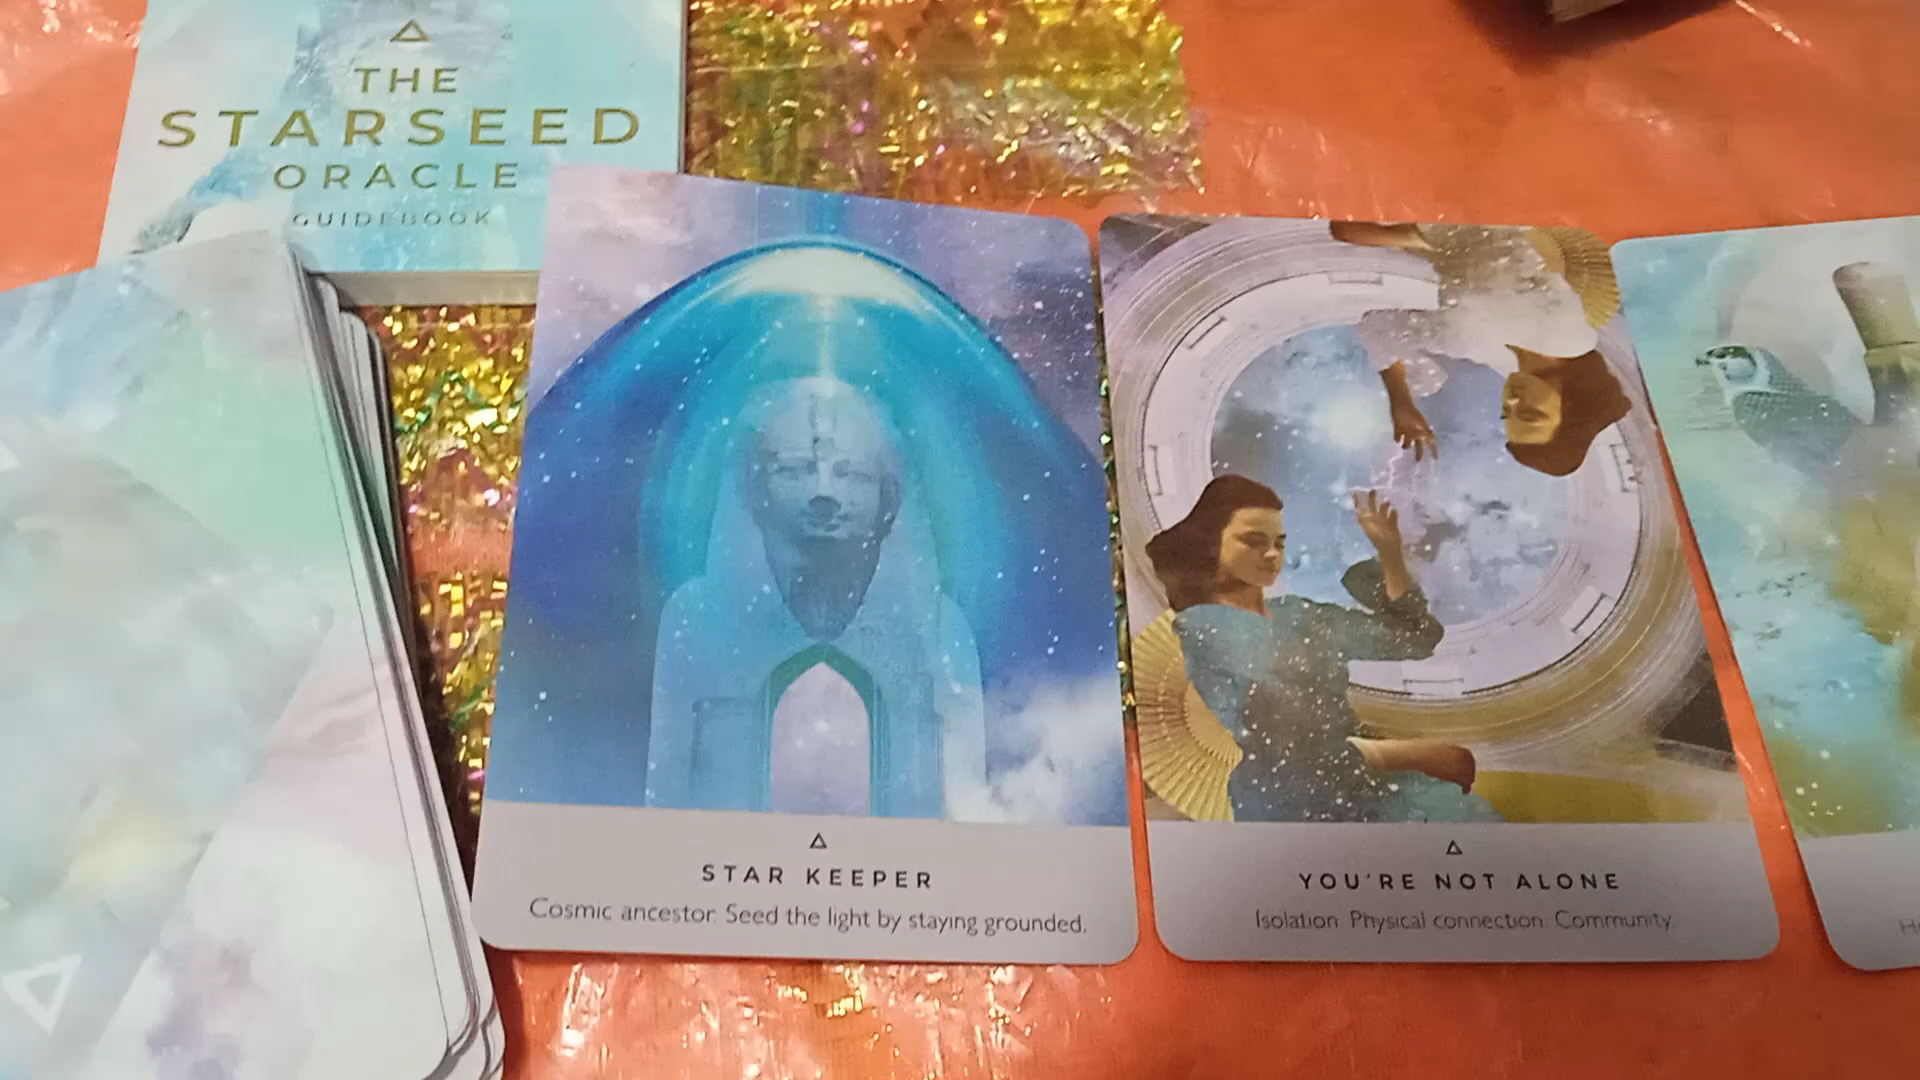 THE
STARSEED
ORACLE
GUIDEBOOK
STAR KEEPER
Cosmic ancestor. Seed the light by staying grounded.
YOU'RE NOT ALONE
Isolation. Physical connection. Community